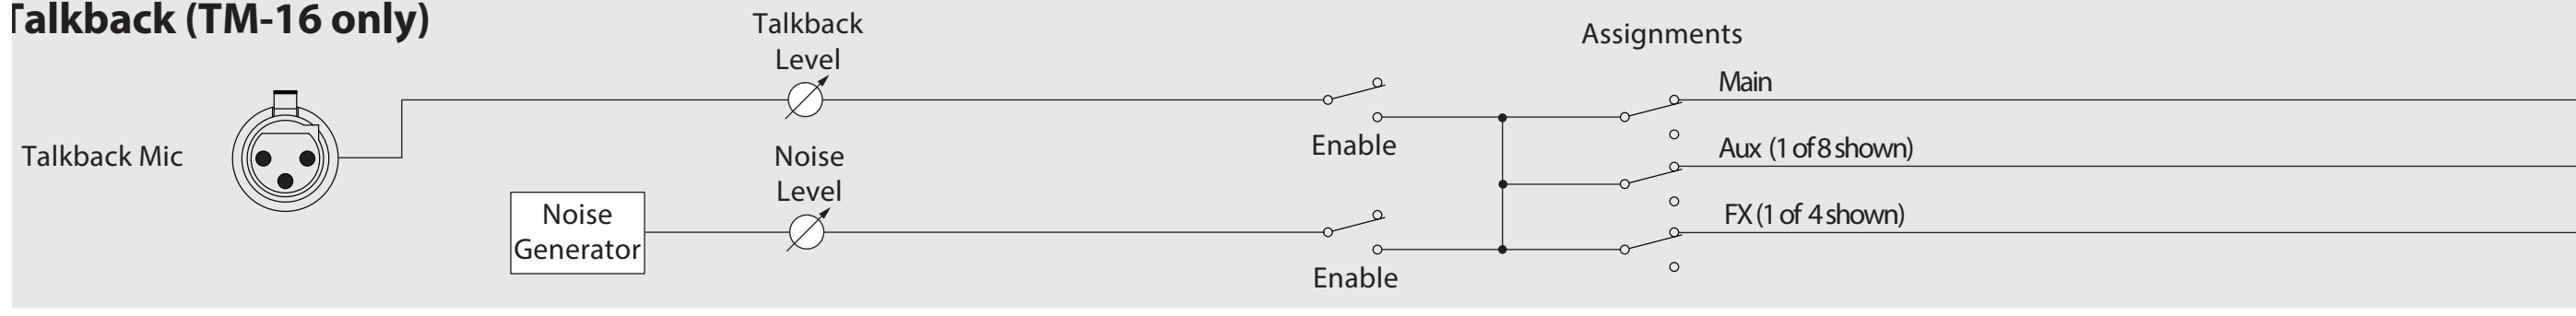 Talkback (TM-16 only)
Talkback
Level
Assignments
Main
Talkback Mic
Enable
Aux (1 of 8 shown)
Noise
Level
Noise
Generator
FX (1 of 4 shown)
Enable